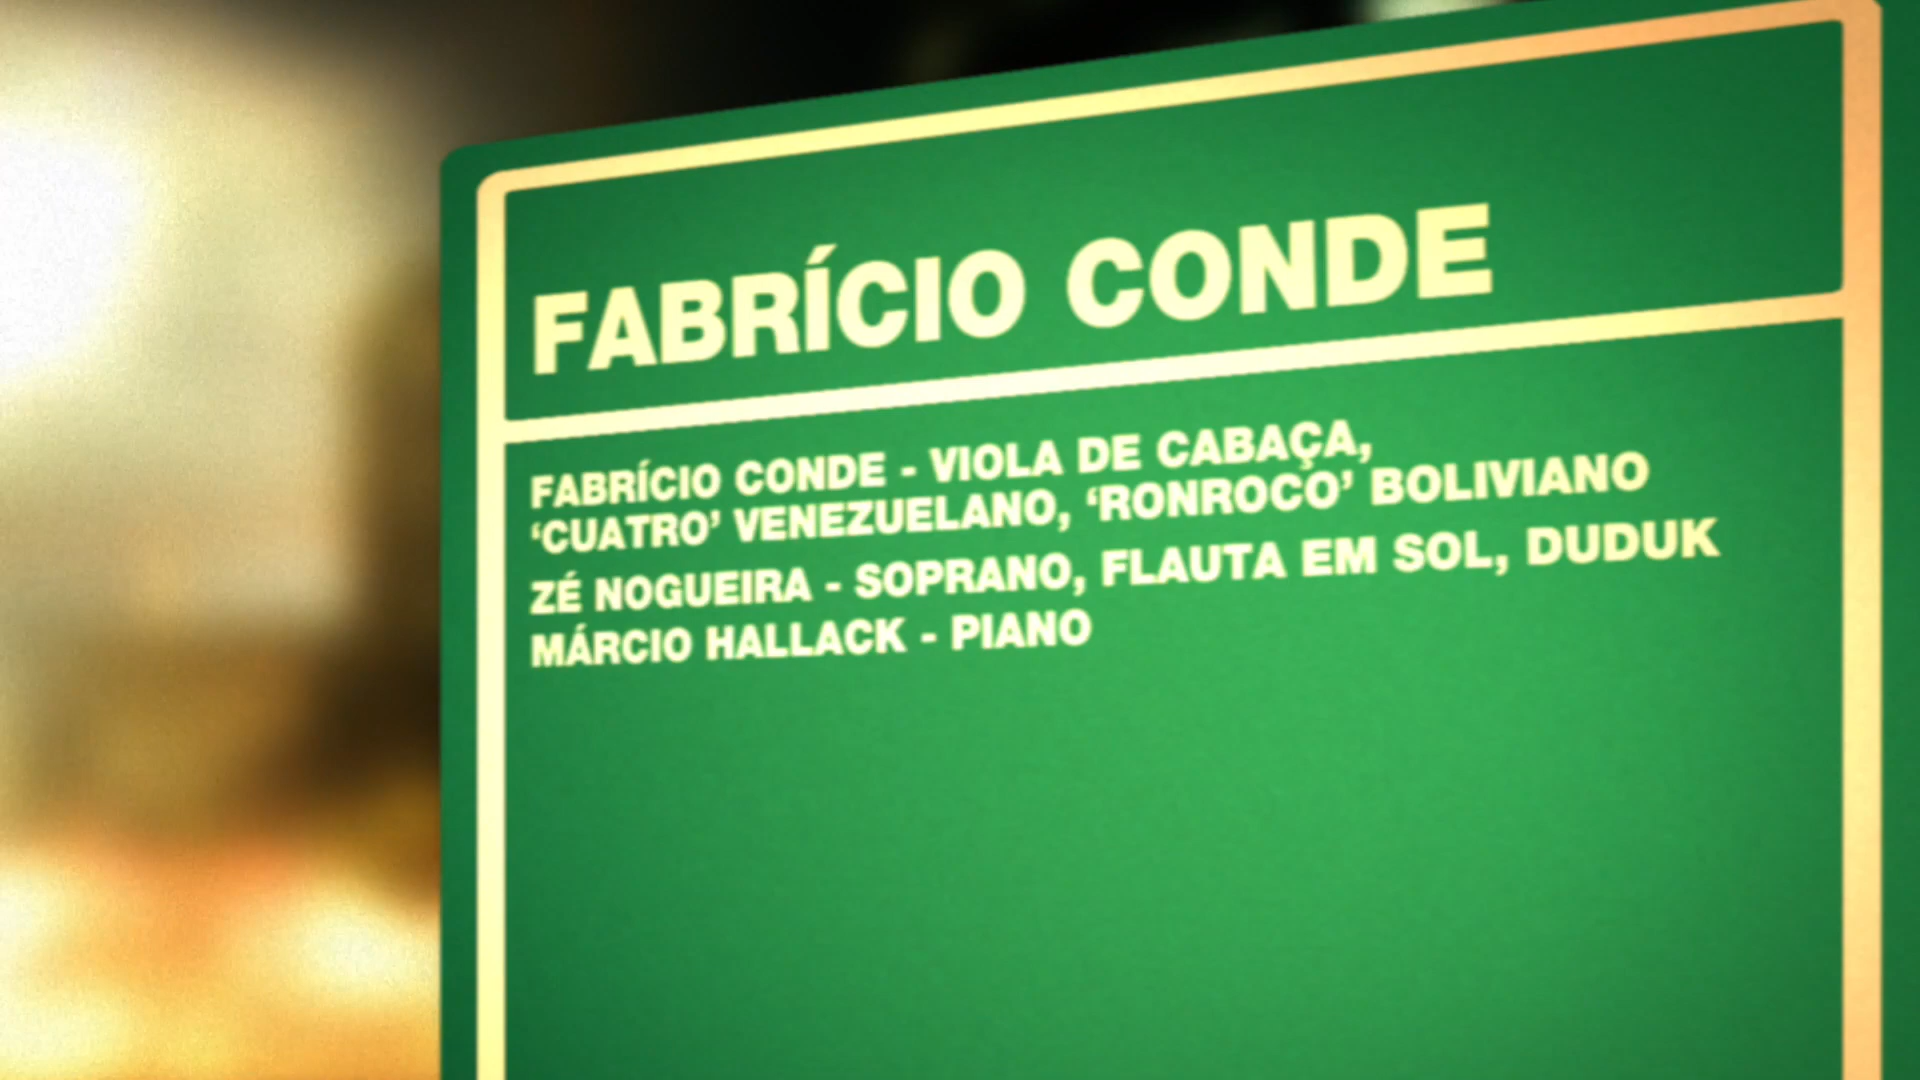 FABRÍCIO CONDE
FABRÍCIO CONDE - VIOLA DE CABAÇA,
‘CUATRO’ VENEZUELANO, ‘RONROCO’ BOLIVIANO
ZÉ NOGUEIRA - SOPRANO, FLAUTA EM SOL, DUDUK
MÁRCIO HALLACK - PIANO